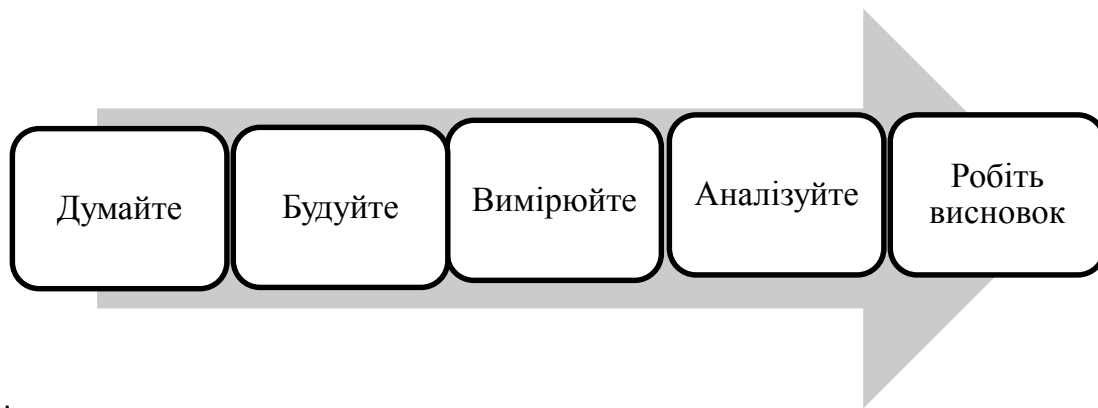 Думайте
Будуйте
Вимірюйте
Аналізуйте
Робіть
висновок
.